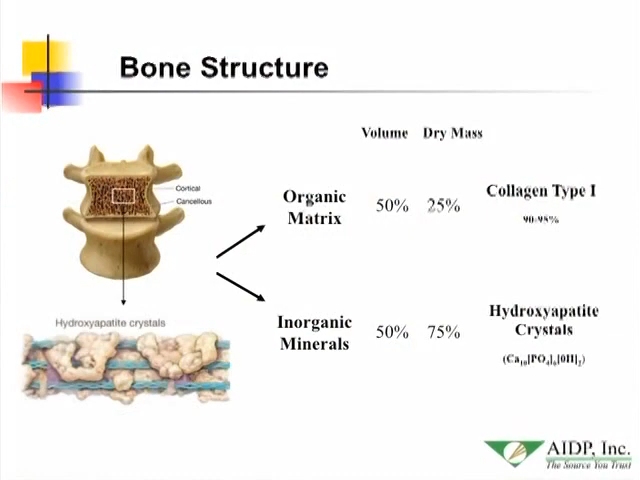 Bone Structure
Volume Dry Mass
Cortical
Cancellous
Organic
Matrix
50% 25%
Collagen Type I
90-95%
Hydroxyapatite crystals
Inorganic
Minerals
50% 75%
Hydroxyapatite
Crystals
(Ca₁₀[PO₄]₆[OH]₂)
AIDP, Inc.
The Source You Trust